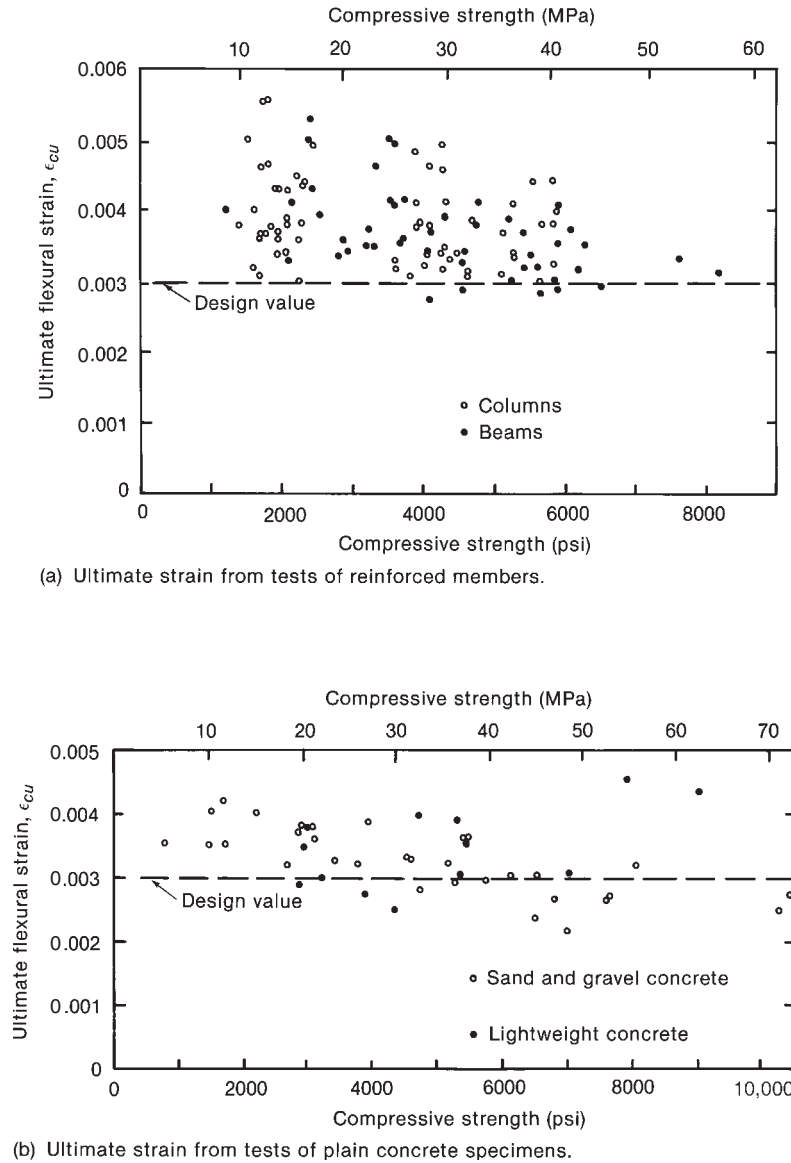 Compressive strength (MPa)
10 20 30 40 50 60
0.006
0.005
0.004
0.003
0.002
0.001
0
Ultimate flexural strain, ϵcu
Design value
Columns
Beams
0 2000 4000 6000 8000
Compressive strength (psi)
(a) Ultimate strain from tests of reinforced members.
Compressive strength (MPa)
10 20 30 40 50 60 70
0.005
0.004
0.003
0.002
0.001
0
Ultimate flexural strain, ϵcu
Design value
Sand and gravel concrete
Lightweight concrete
0 2000 4000 6000 8000 10,000
Compressive strength (psi)
(b) Ultimate strain from tests of plain concrete specimens.